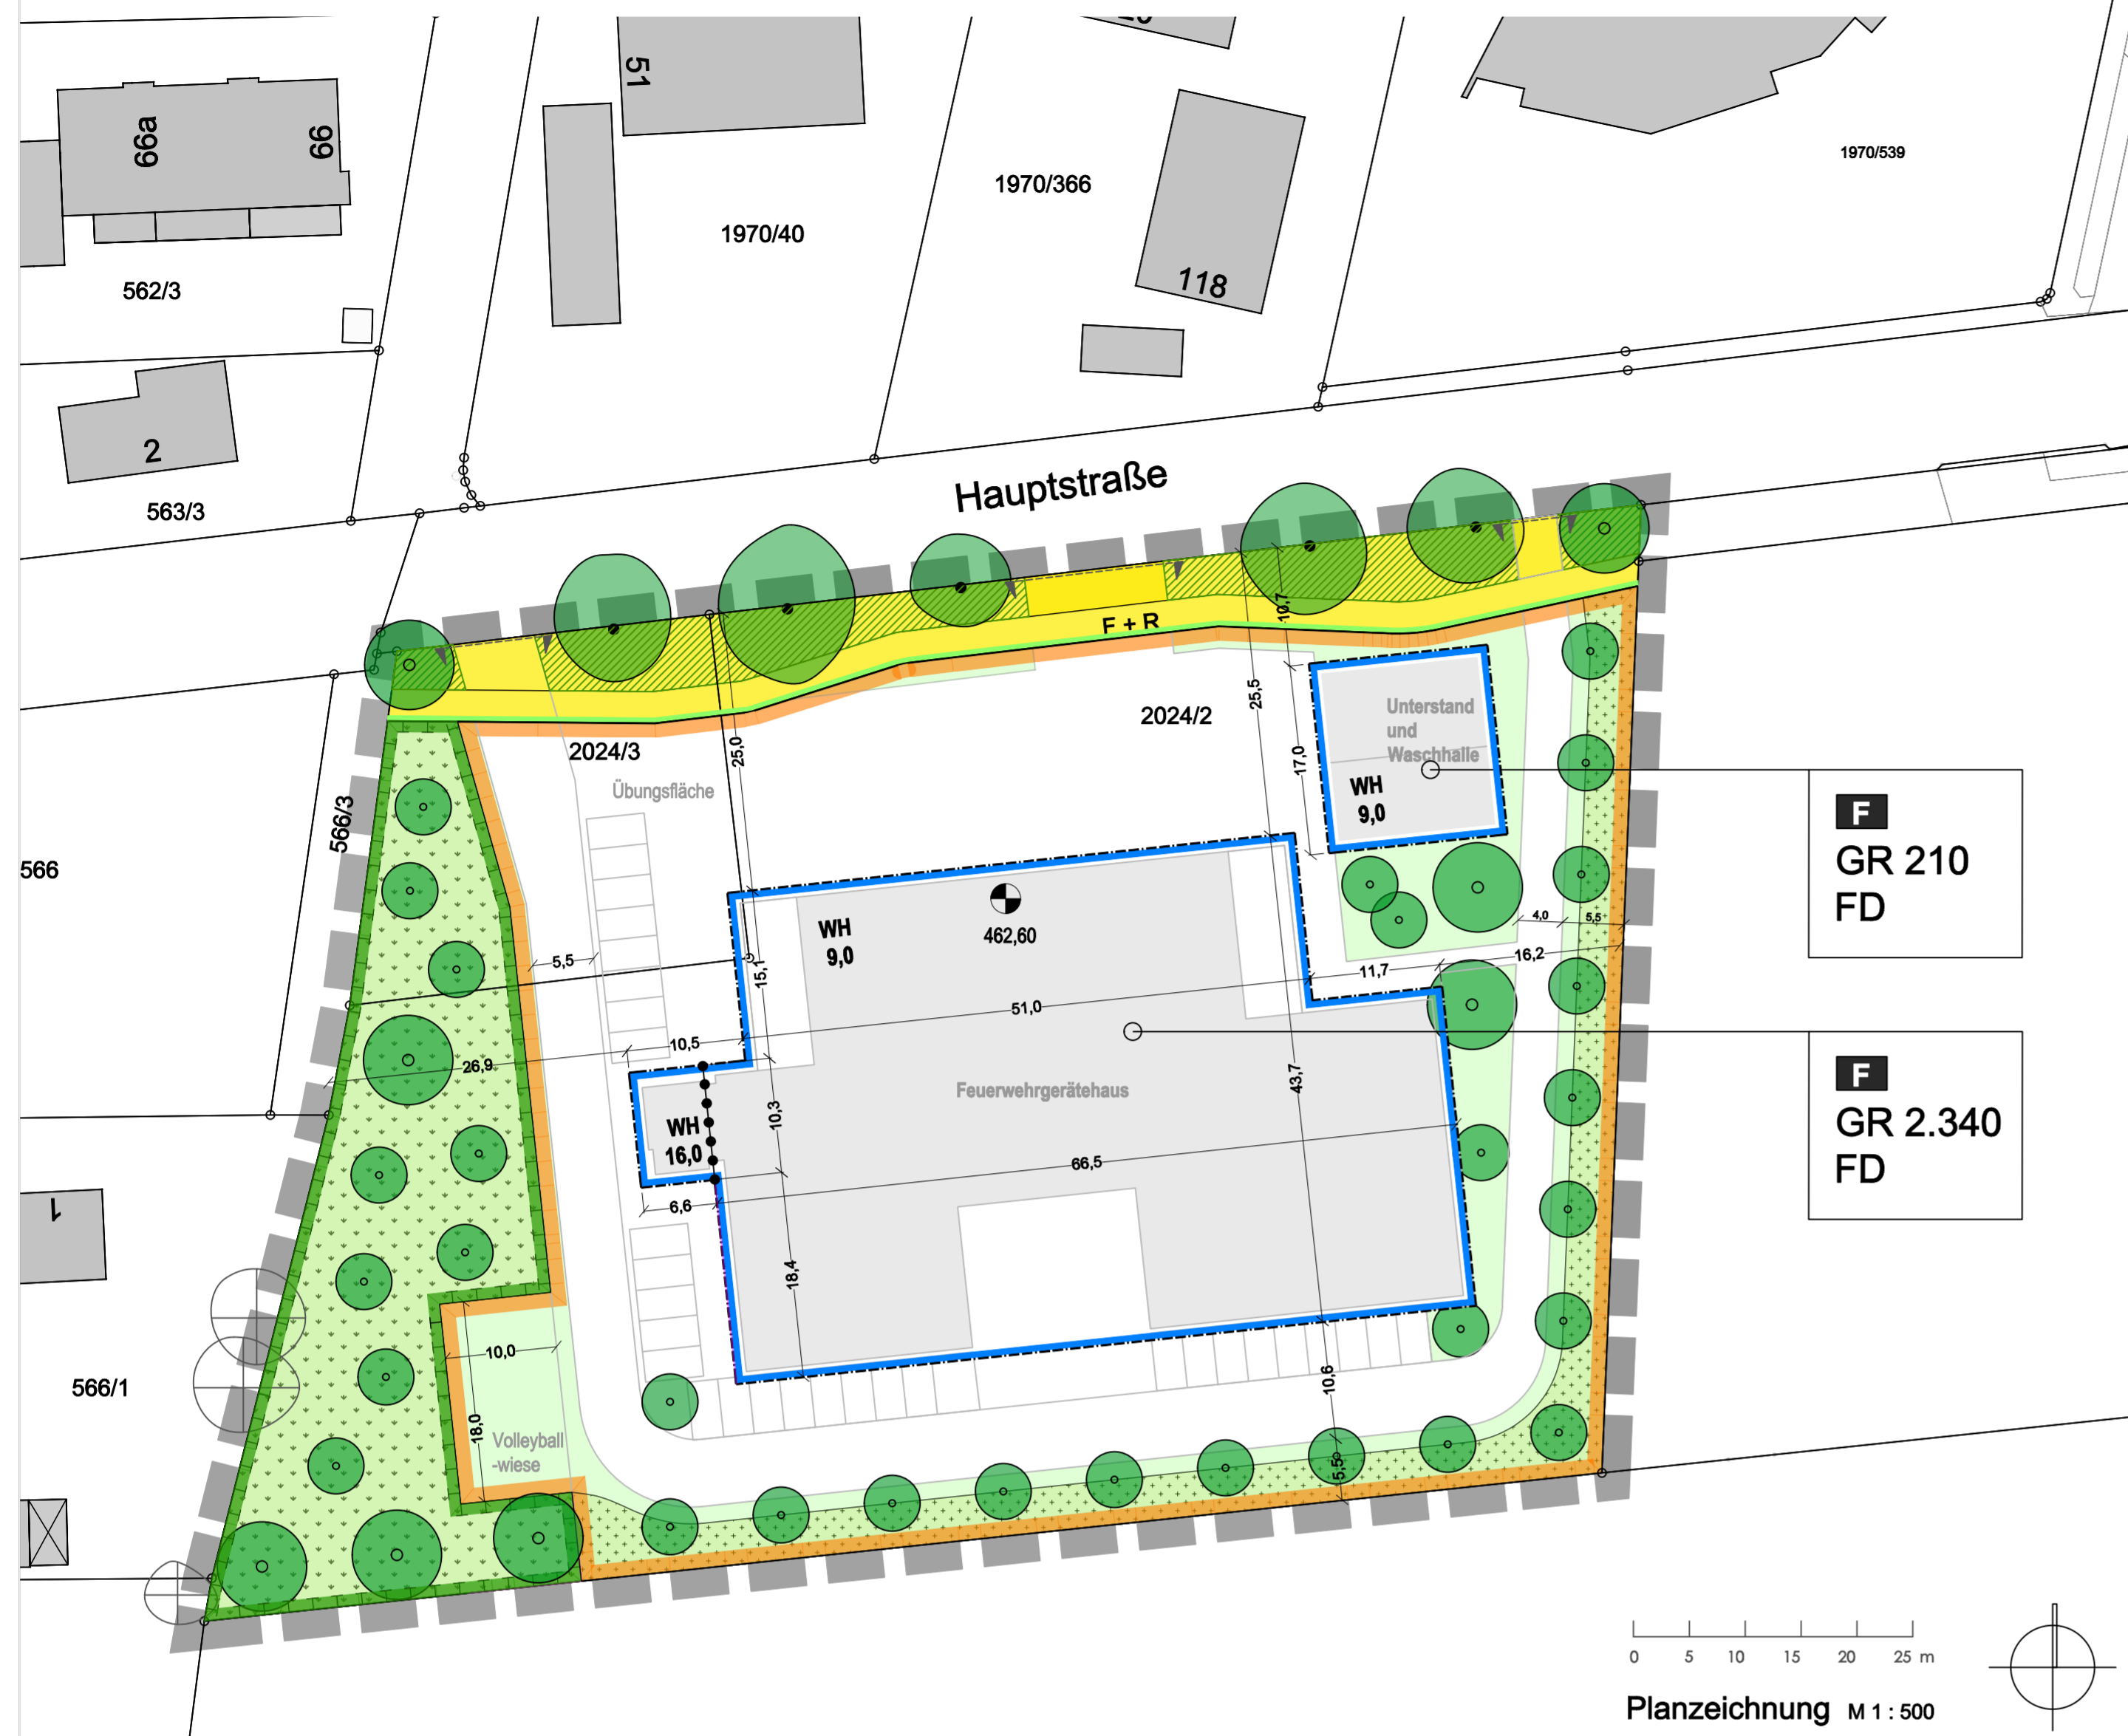 51
66a
66
1970/539
1970/366
1970/40
118
562/3
2
563/3
Hauptstraße
F + R
10,7
25,5
2024/2
2024/3
25,0
Unterstand
und
Waschhalle
17,0
WH
9,0
Übungsfläche
566/3
566
F
GR 210
FD
WH
9,0
462,60
4,0
5,5
16,2
11,7
5,5
15,1
51,0
10,5
26,9
F
GR 2.340
FD
Feuerwehrgerätehaus
43,7
10,3
WH
16,0
66,5
6,6
1
18,4
10,0
566/1
10,6
18,0
Volleyball
-wiese
5,5
0 5 10 15 20 25 m
Planzeichnung M 1 : 500